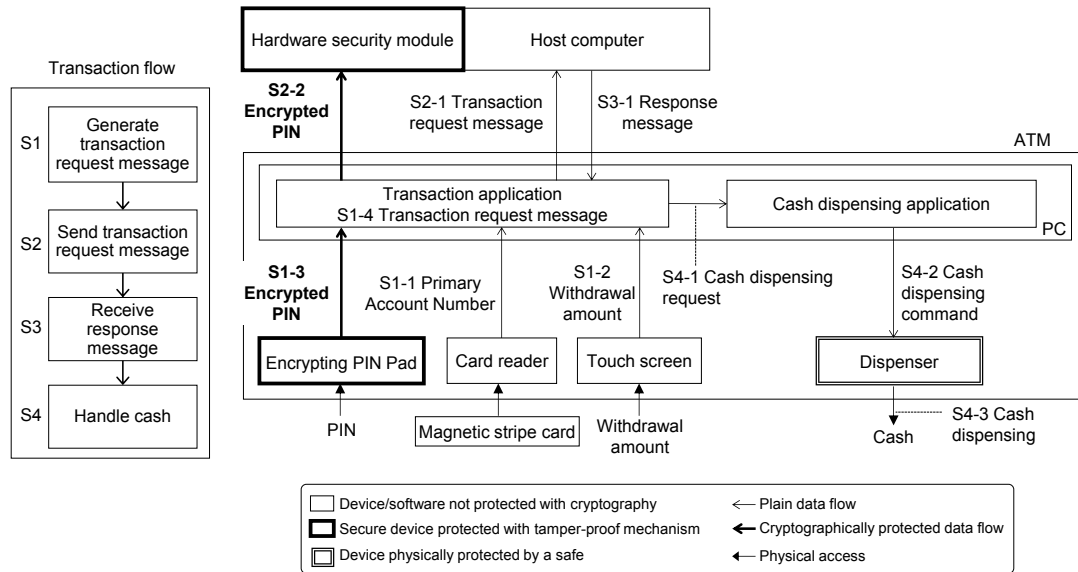 Transaction flow
S1
Generate
transaction
request message
S2
Send transaction
request message
S3
Receive
response
message
S4
Handle cash
Hardware security module
Host computer
S2-2
Encrypted
PIN
S2-1 Transaction
request message
S3-1 Response
message
ATM
Transaction application
S1-4 Transaction request message
Cash dispensing application
PC
S1-3
Encrypted
PIN
S1-1 Primary
Account Number
S1-2
Withdrawal
amount
S4-1 Cash dispensing
request
S4-2 Cash
dispensing
command
Encrypting PIN Pad
Card reader
Touch screen
Dispenser
PIN
Magnetic stripe card
Withdrawal
amount
Cash
S4-3 Cash
dispensing
Device/software not protected with cryptography
Secure device protected with tamper-proof mechanism
Device physically protected by a safe
Plain data flow
Cryptographically protected data flow
Physical access